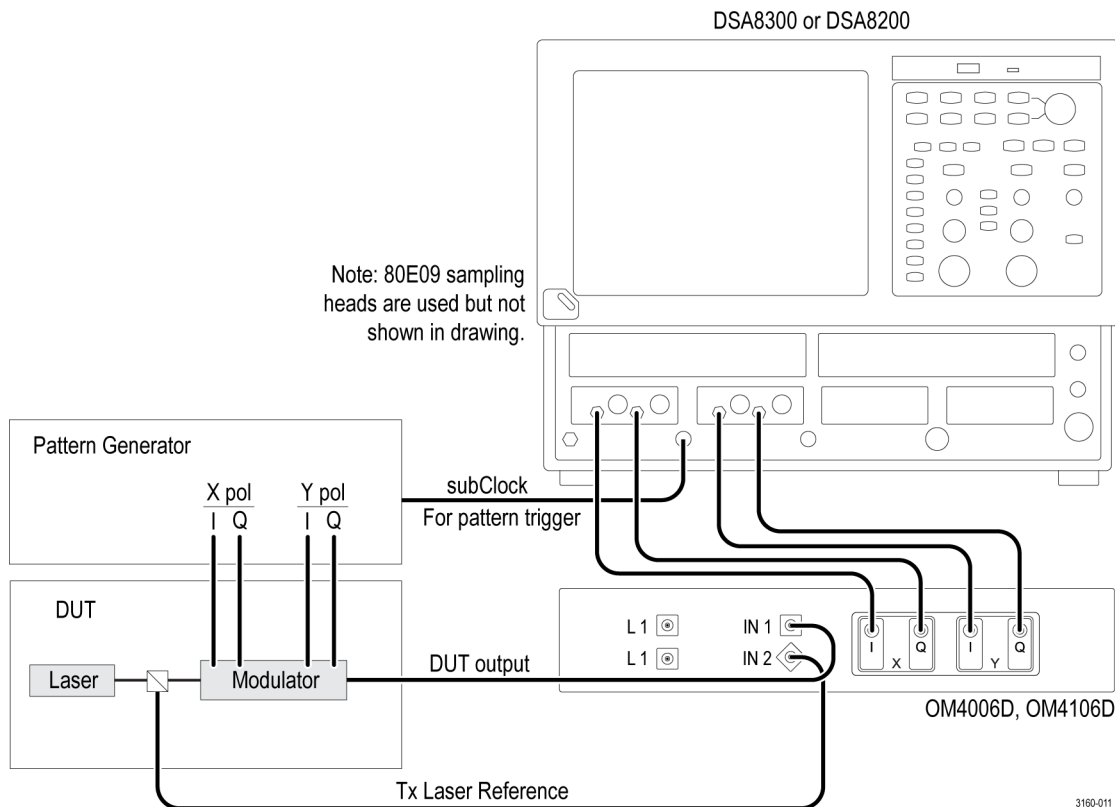 DSA8300 or DSA8200
Note: 80E09 sampling
heads are used but not
shown in drawing.
Pattern Generator
X pol
I Q
Y pol
I Q
subClock
For pattern trigger
DUT
Laser
Modulator
DUT output
L 1
L 1
IN 1
IN 2
I
Q
X
I
Q
Y
OM4006D, OM4106D
Tx Laser Reference
3160-011